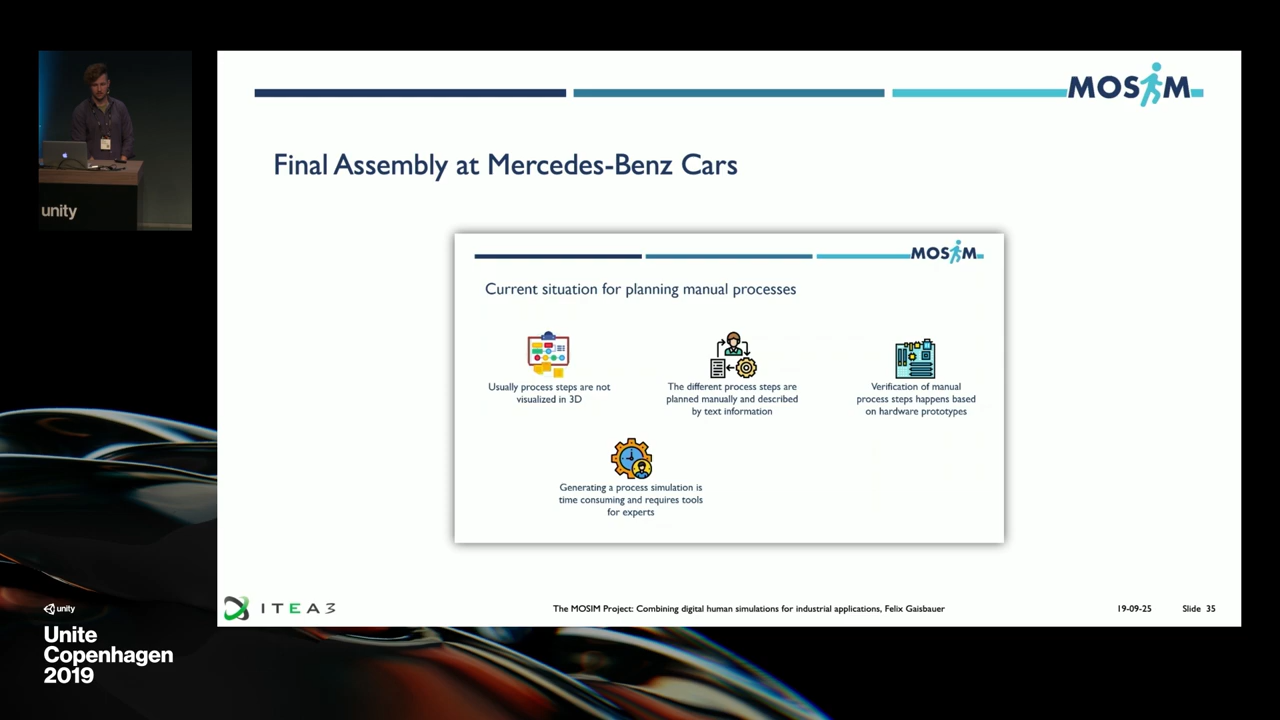 MOSIM
Final Assembly at Mercedes-Benz Cars
MOSIM
Current situation for planning manual processes
Usually process steps are not
visualized in 3D
The different process steps are
planned manually and described
by text information
Verification of manual
process steps happens based
on hardware prototypes
Generating a process simulation is
time consuming and requires tools
for experts
unity
ITEA3
The MOSIM Project: Combining digital human simulations for industrial applications, Felix Gaisbauer
19-09-25
Slide 35
unity
Unite
Copenhagen
2019